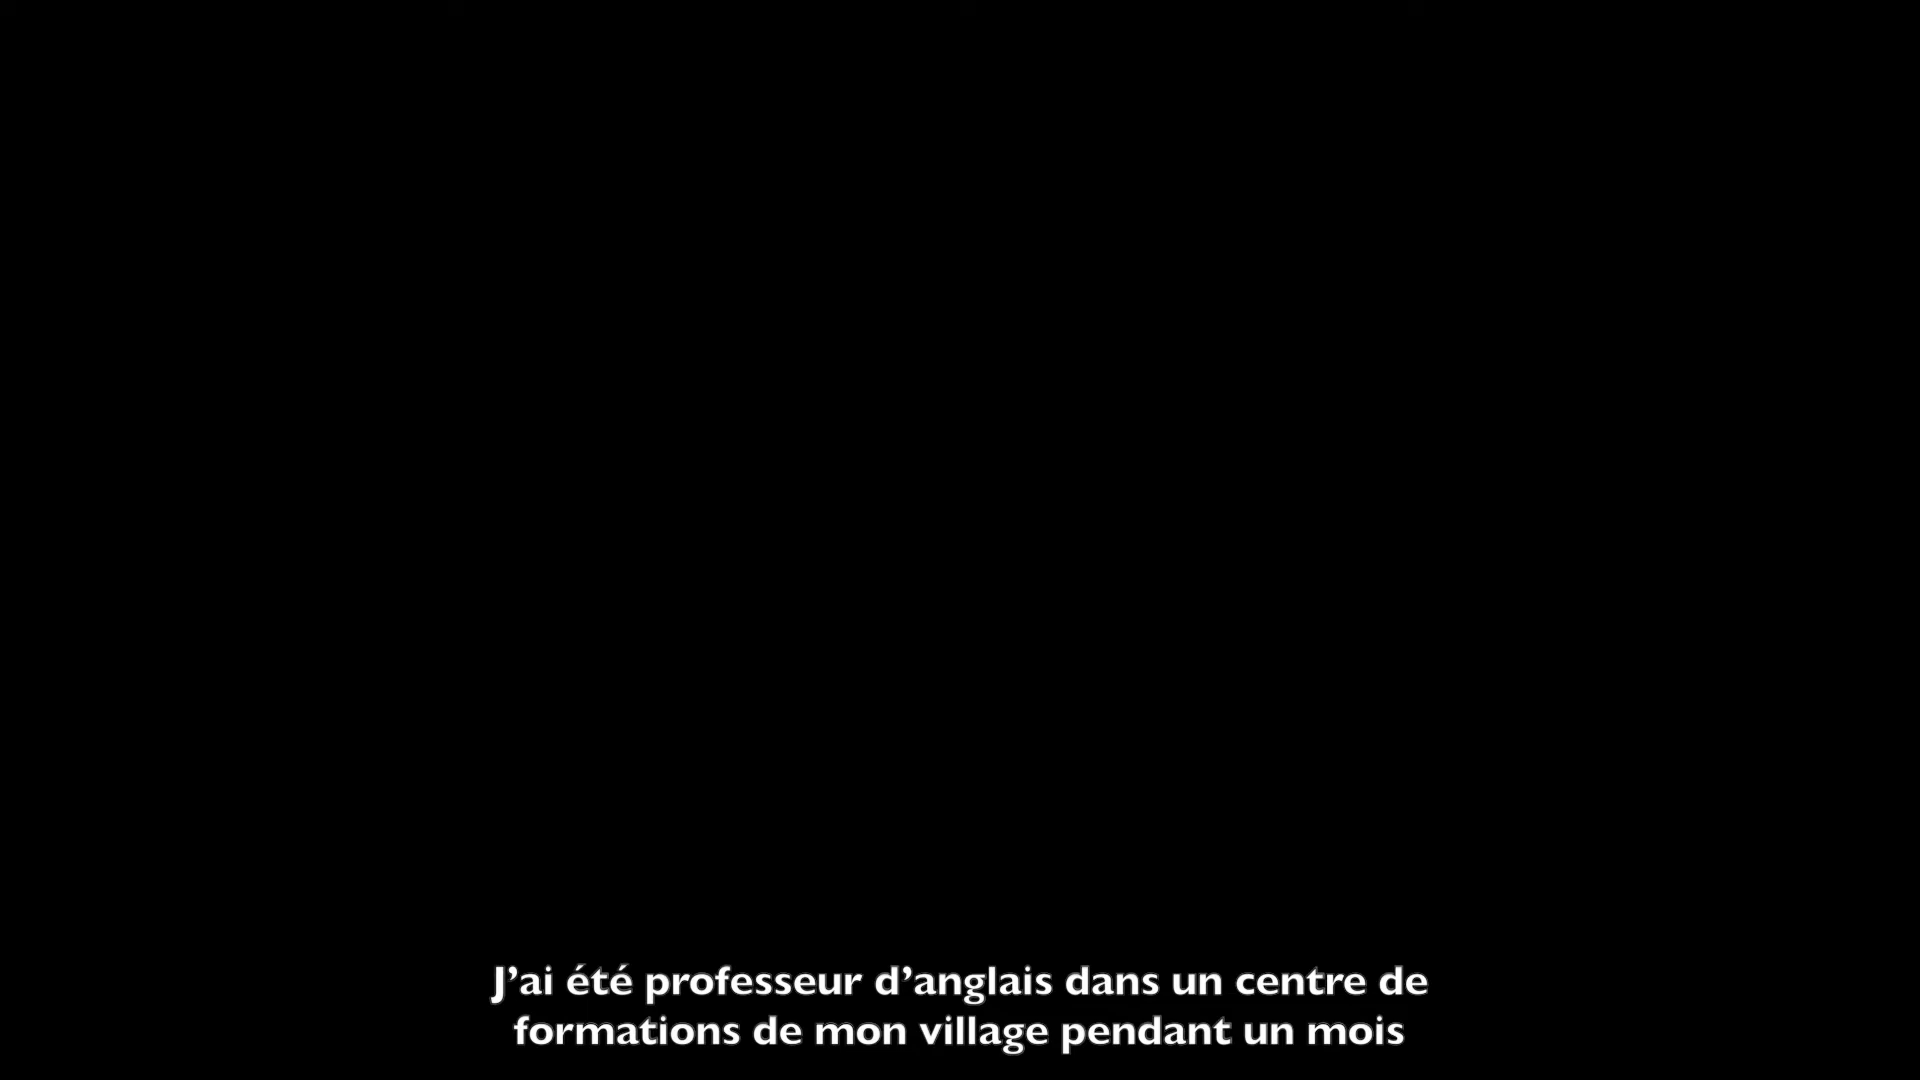 J’ai été professeur d’anglais dans un centre de
formations de mon village pendant un mois